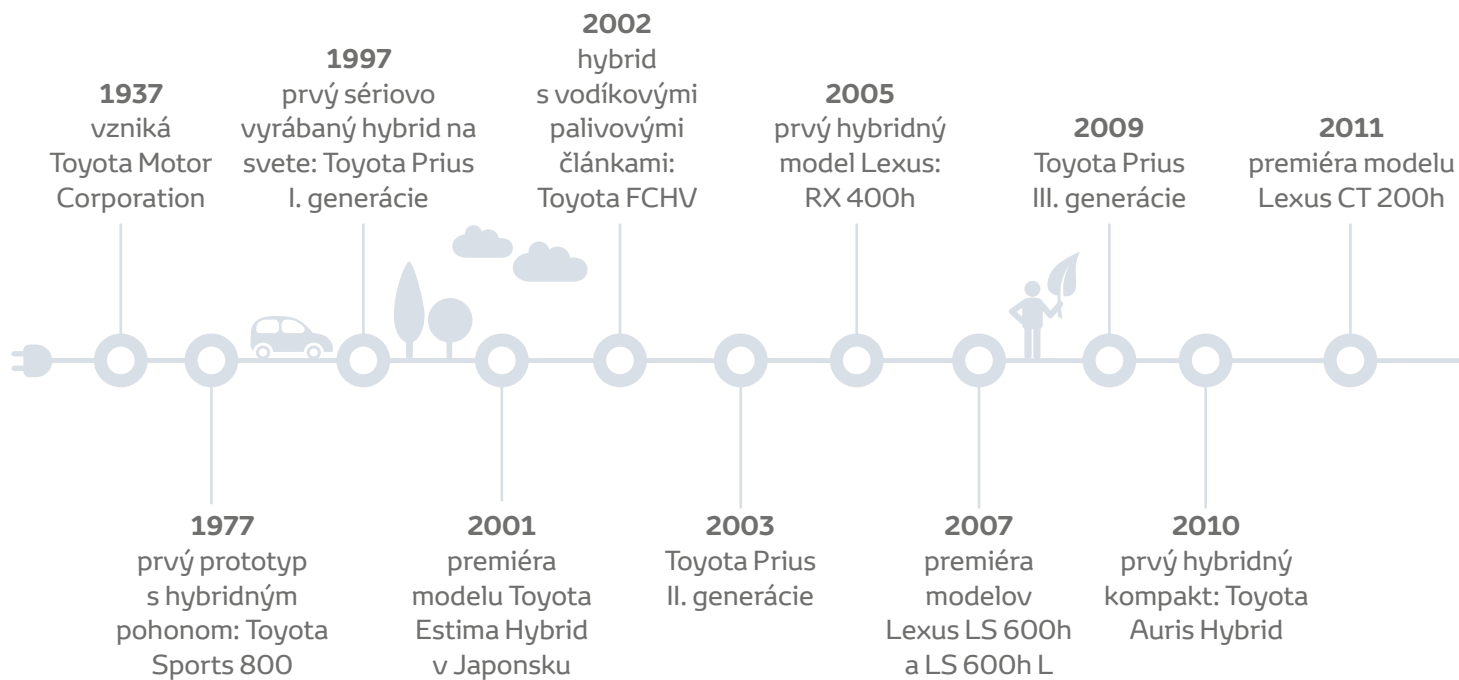 1937
vzniká
Toyota Motor
Corporation
1977
prvý prototyp
s hybridným
pohonom: Toyota
Sports 800
1997
prvý sériovo
vyrábaný hybrid na
svete: Toyota Prius
I. generácie
2001
premiéra
modelu Toyota
Estima Hybrid
v Japonsku
2002
hybrid
s vodíkovými
palivovými
článkami:
Toyota FCHV
2003
Toyota Prius
II. generácie
2005
prvý hybridný
model Lexus:
RX 400h
2007
premiéra
modelov
Lexus LS 600h
a LS 600h L
2009
Toyota Prius
III. generácie
2010
prvý hybridný
kompakt: Toyota
Auris Hybrid
2011
premiéra modelu
Lexus CT 200h